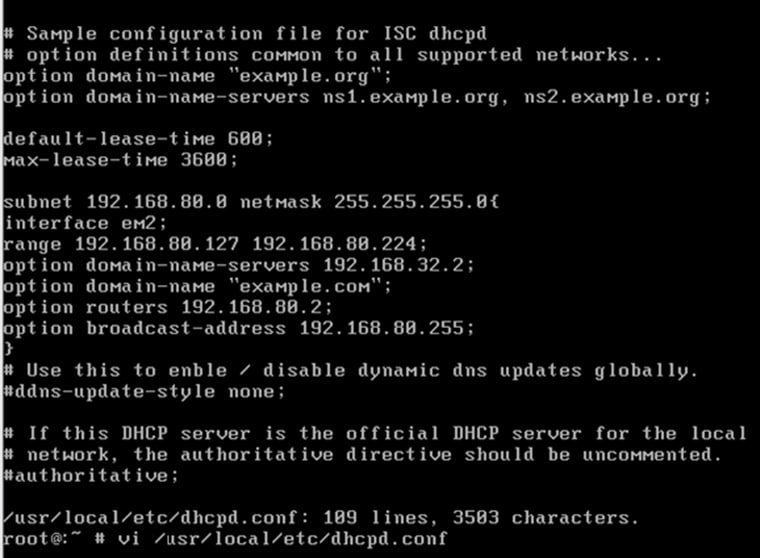 # Sample configuration file for ISC dhcpd
# option definitions common to all supported networks...
option domain-name "example.org";
option domain-name-servers ns1.example.org, ns2.example.org;
default-lease-time 600;
max-lease-time 3600;
subnet 192.168.80.0 netmask 255.255.255.0{
interface em2;
range 192.168.80.127 192.168.80.224;
option domain-name-servers 192.168.32.2;
option domain-name "example.com";
option routers 192.168.80.2;
option broadcast-address 192.168.80.255;
}
# Use this to enble / disable dynamic dns updates globally.
#ddns-update-style none;
# If this DHCP server is the official DHCP server for the local
# network, the authoritative directive should be uncommented.
#authoritative;
/usr/local/etc/dhcpd.conf: 109 lines, 3503 characters.
root@:~ # vi /usr/local/etc/dhcpd.conf